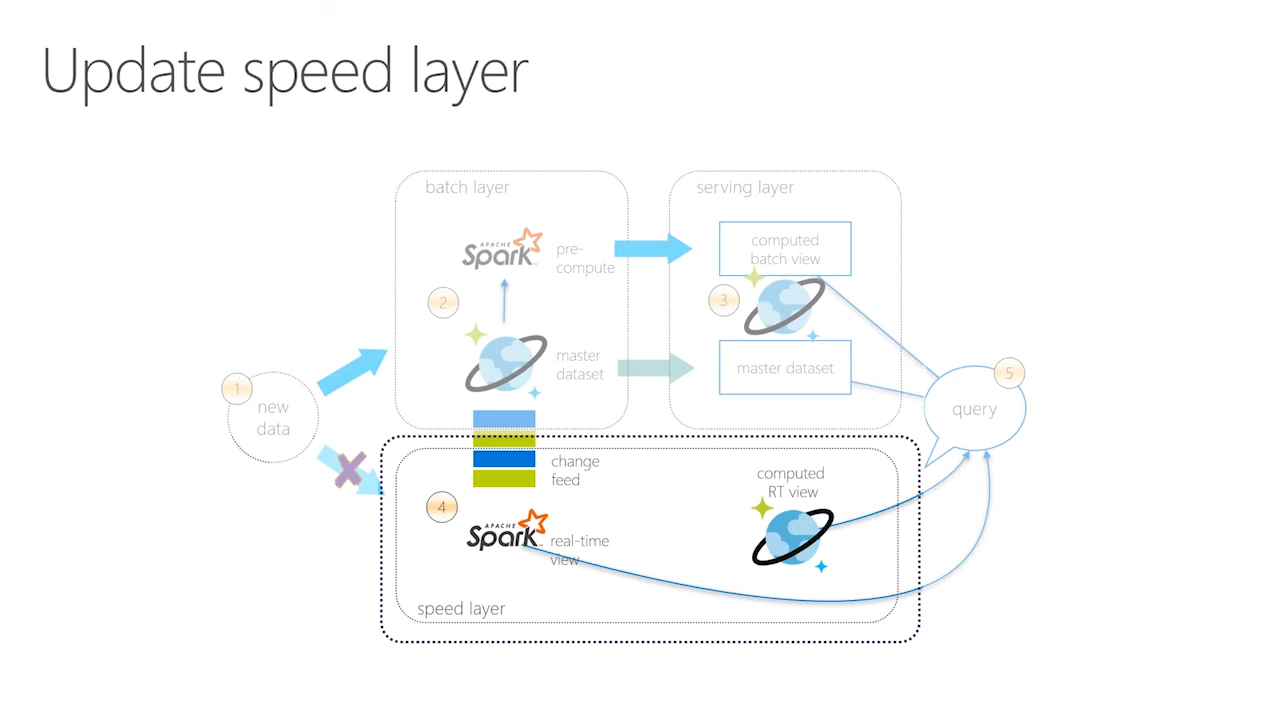 Update speed layer
batch layer
serving layer
APACHE
Spark
TM
pre-
compute
computed
batch view
2
3
master
dataset
master dataset
1
new
data
5
query
change
feed
computed
RT view
4
APACHE
Spark
TM
real-time
view
speed layer